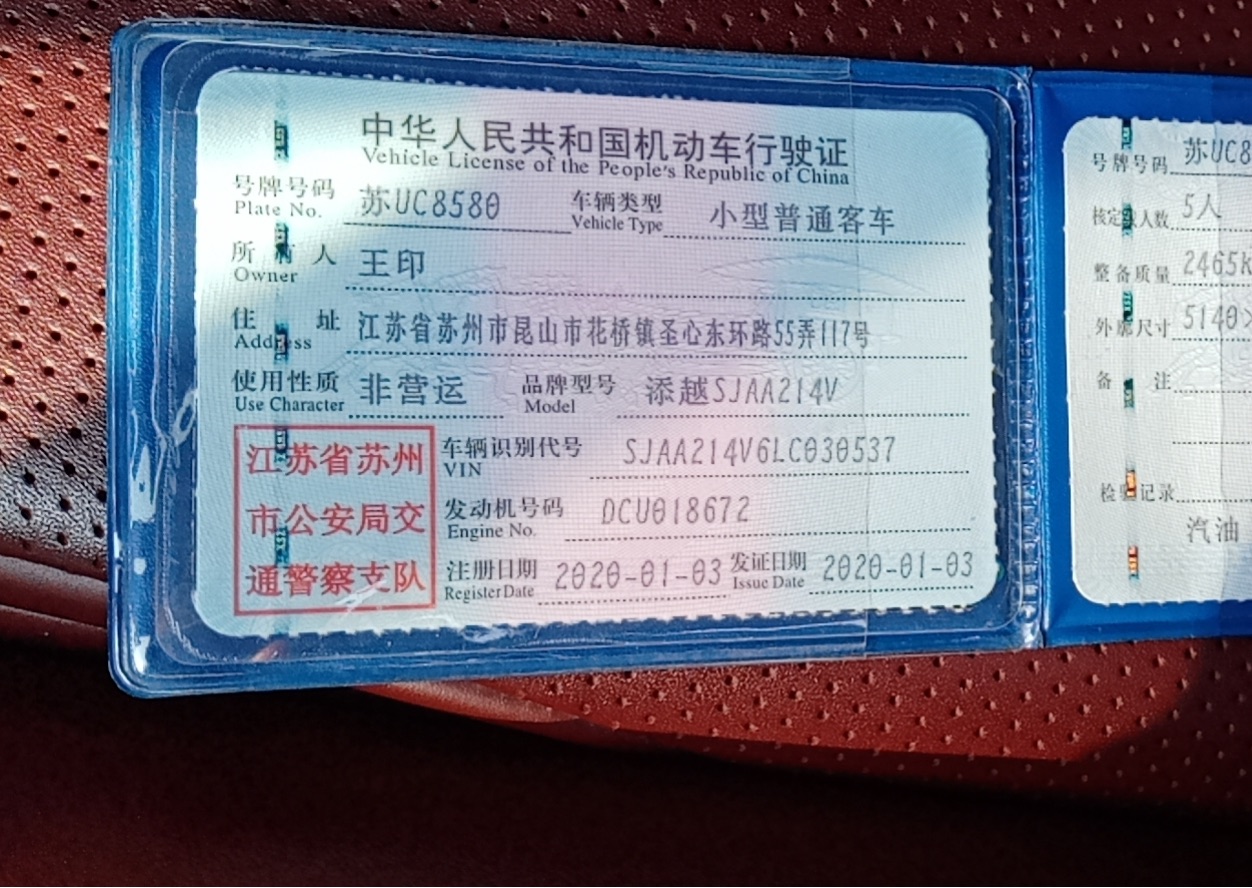 中华人民共和国机动车行驶证
Vehicle License of the People's Republic of China
号牌号码 苏UC8580 车辆类型 小型普通客车
Plate No. Vehicle Type
所有人 王印
Owner
住址 江苏省苏州市昆山市花桥镇圣心东环路55弄117号
Address
使用性质 非营运 品牌型号 添越SJAA214V
Use Character Model
江苏省苏州
市公安局交
通警察支队
车辆识别代号 SJAA214V6LC030537
VIN
发动机号码 DCU018672
Engine No.
注册日期 2020-01-03 发证日期 2020-01-03
Register Date Issue Date
号牌号码 苏UC8
核定载人数 5人
整备质量 2465k
外廓尺寸 5140
备注
检验记录
汽油